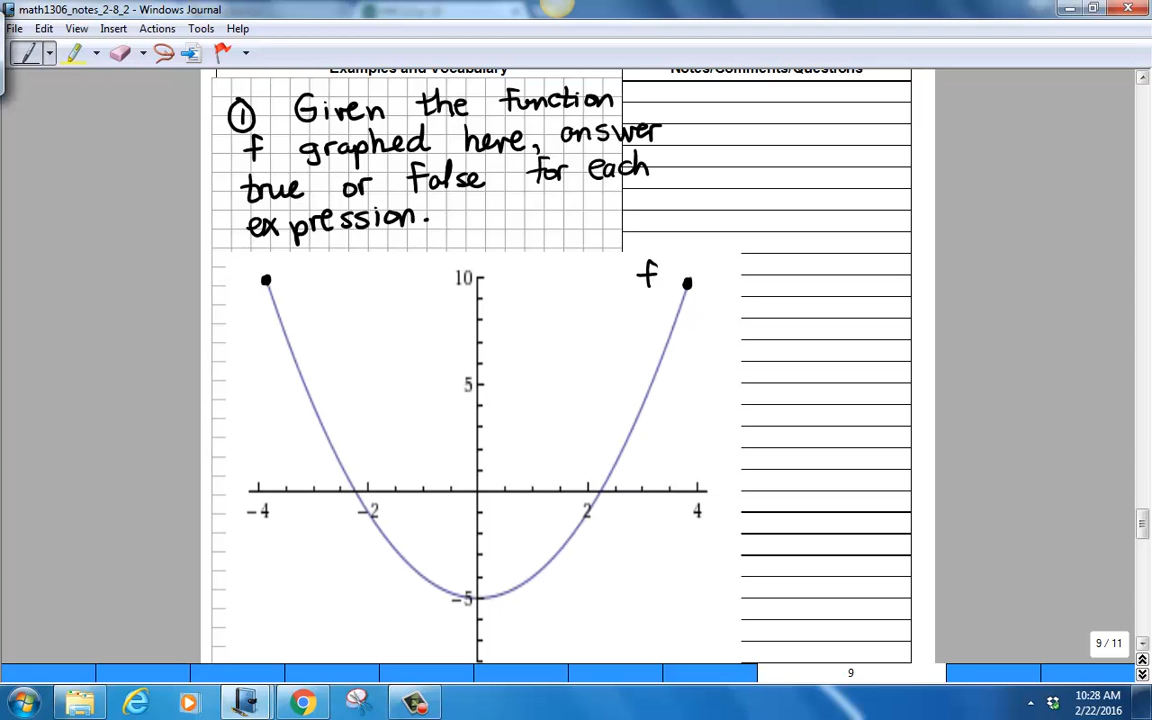 math1306_notes_2-8_2 - Windows Journal
File Edit View Insert Actions Tools Help
Examples and Vocabulary Notes/Comments/Questions
① Given the function
f graphed here, answer
true or False for each
expression.
10 f
5
-4 -2 2 4
-5
9 / 11
9
10:28 AM
2/22/2016